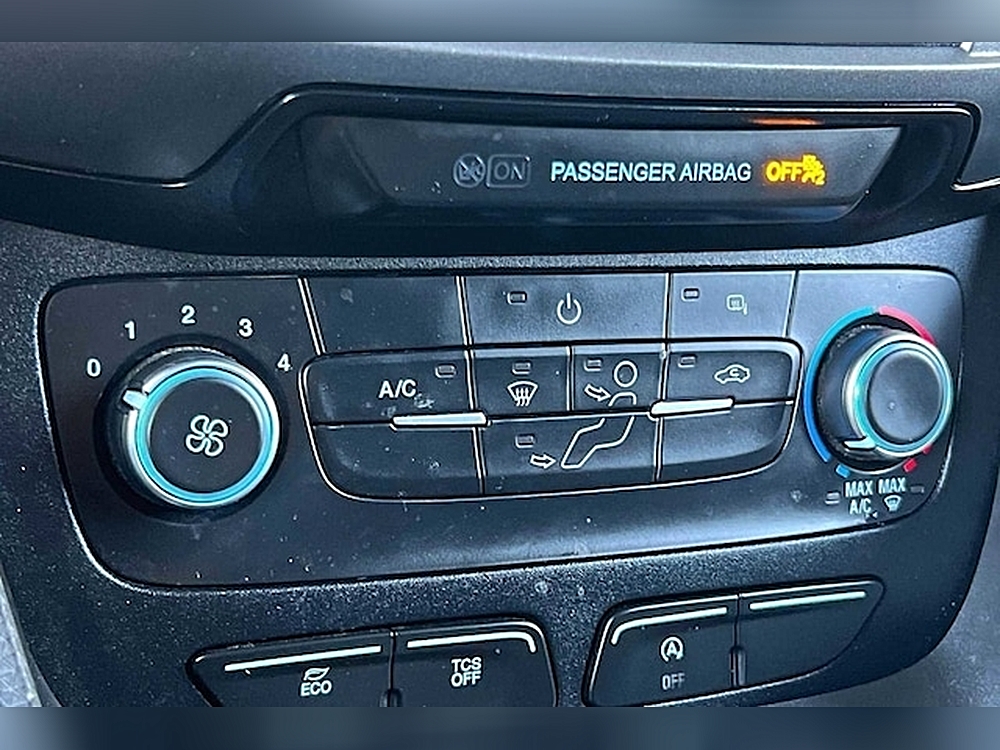 ON PASSENGER AIRBAG OFF
0 1 2 3 4
A/C
MAX A/C MAX
ECO
TCS OFF
A OFF